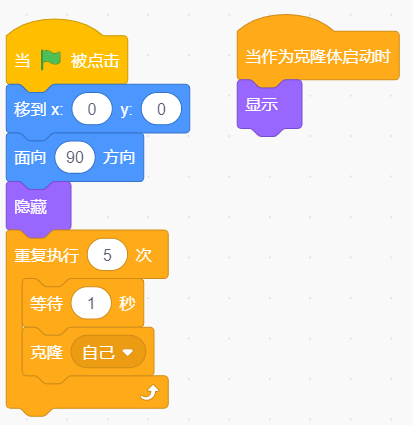 当 被点击
移到 x: 0 y: 0
面向 90 方向
隐藏
重复执行 5 次
等待 1 秒
克隆 自己
当作为克隆体启动时
显示